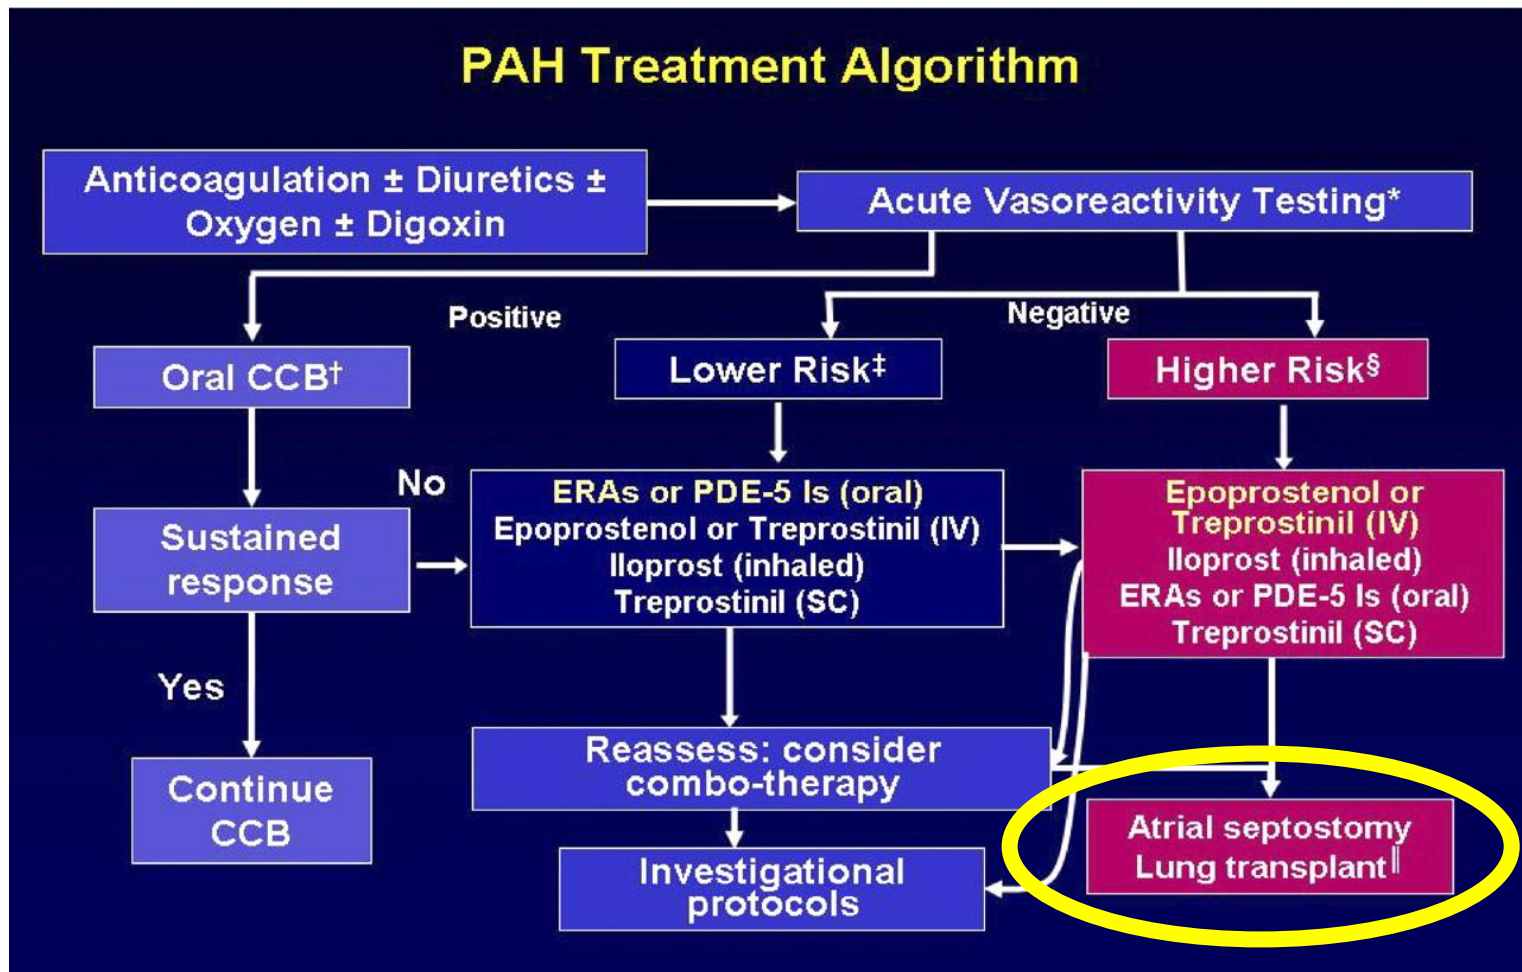 PAH Treatment Algorithm
Anticoagulation ± Diuretics ±
Oxygen ± Digoxin
Acute Vasoreactivity Testing*
Positive
Negative
Oral CCB†
Lower Risk‡
Higher Risk§
No
Sustained
response
ERAs or PDE-5 Is (oral)
Epoprostenol or Treprostinil (IV)
Iloprost (inhaled)
Treprostinil (SC)
Epoprostenol or
Treprostinil (IV)
Iloprost (inhaled)
ERAs or PDE-5 Is (oral)
Treprostinil (SC)
Yes
Reassess: consider
combo-therapy
Continue
CCB
Atrial septostomy
Lung transplant‖
Investigational
protocols